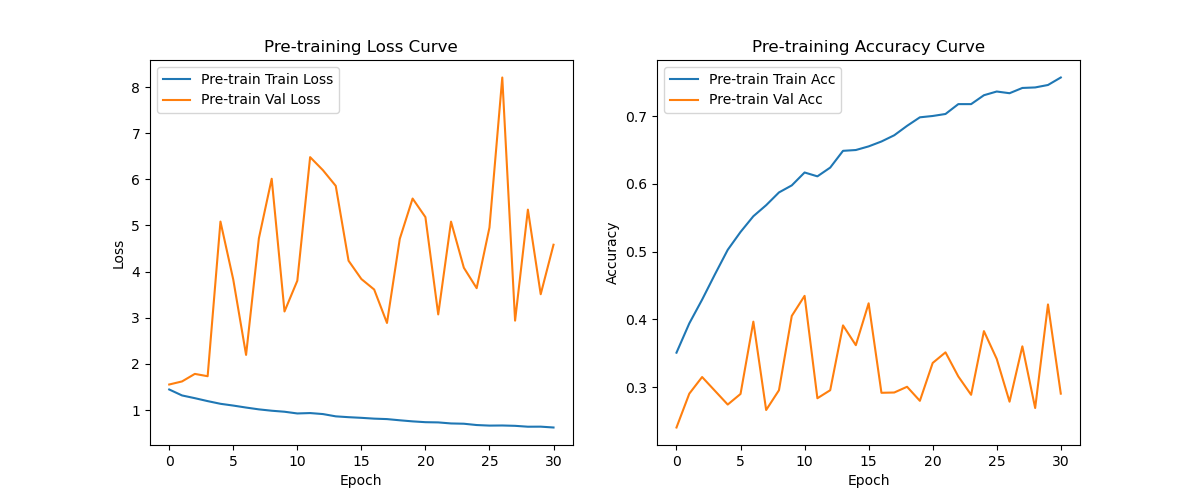 Pre-training Loss Curve
Pre-train Train Loss
Pre-train Val Loss
8
7
6
5
4
3
2
1
Loss
0 5 10 15 20 25 30
Epoch
Pre-training Accuracy Curve
Pre-train Train Acc
Pre-train Val Acc
0.7
0.6
0.5
0.4
0.3
Accuracy
0 5 10 15 20 25 30
Epoch